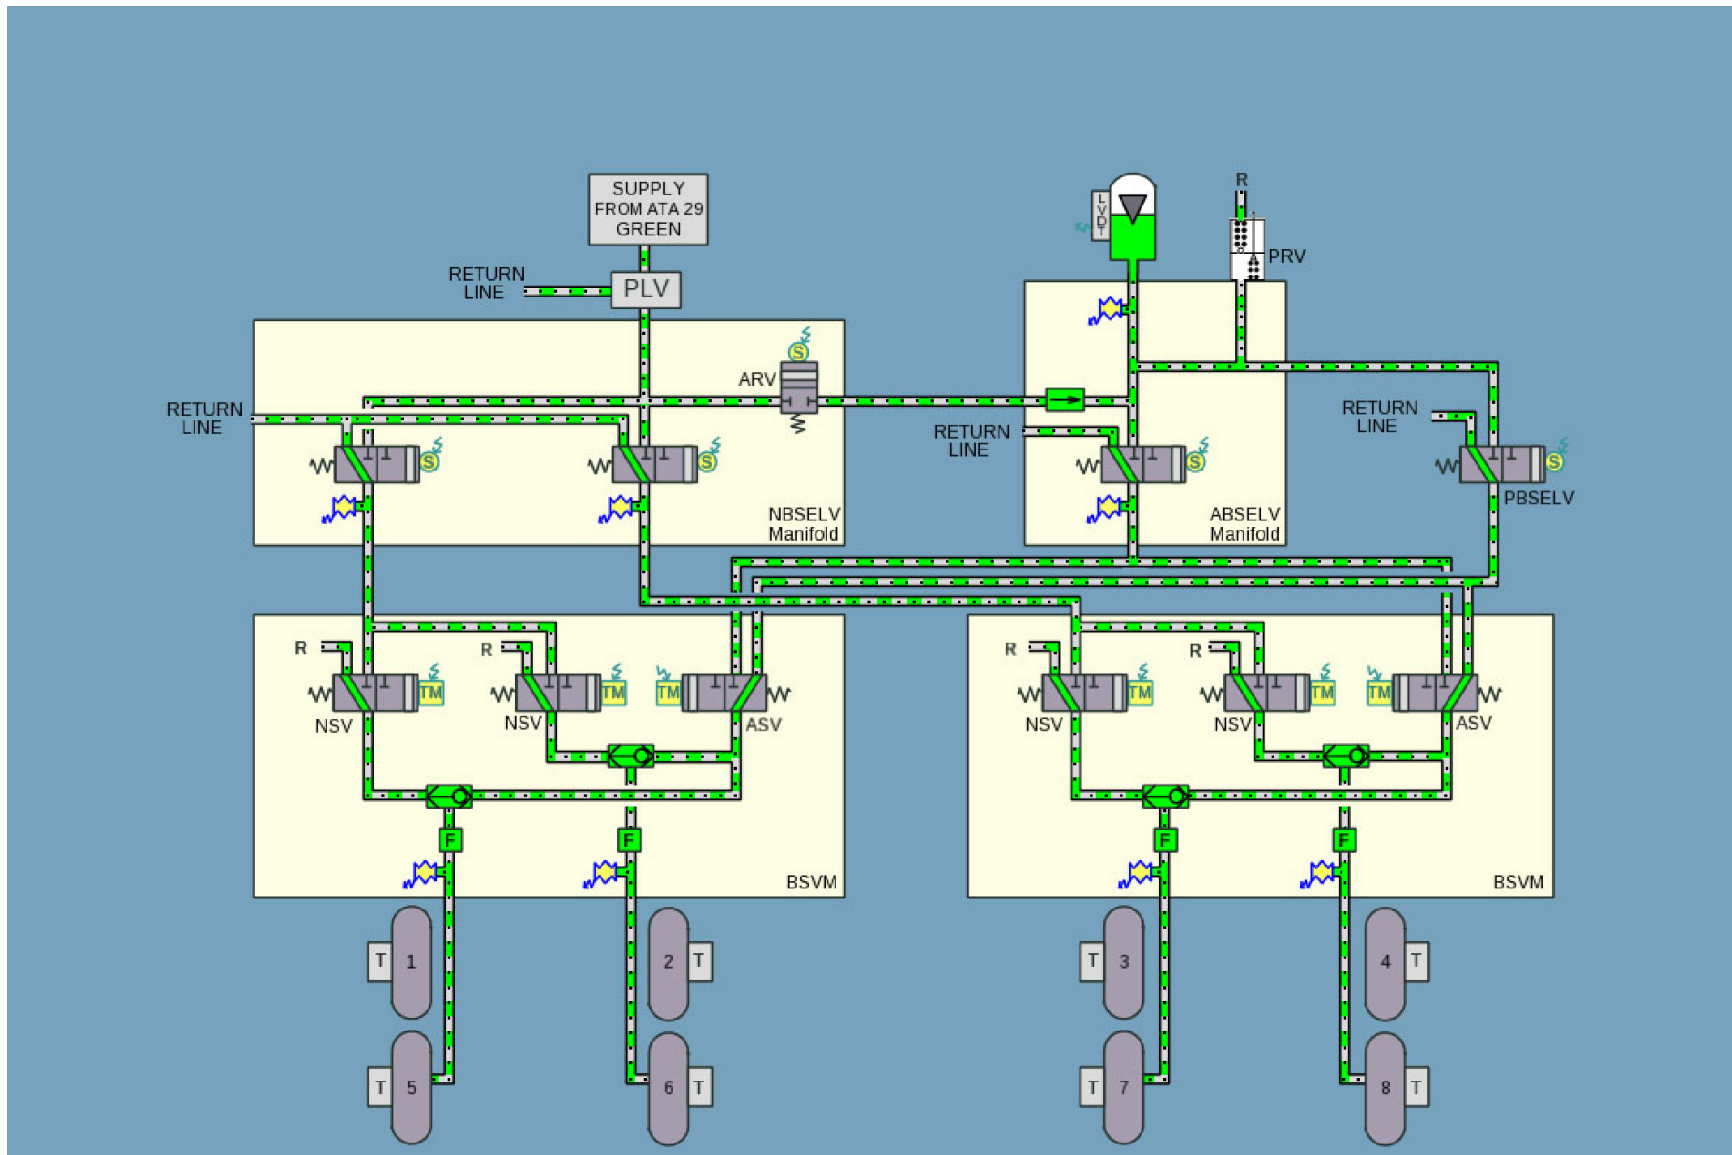 SUPPLY
FROM ATA 29
GREEN
RETURN
LINE
PLV
L
V
D
T
R
PRV
S
ARV
RETURN
LINE
S
S
NBSELV
Manifold
RETURN
LINE
S
ABSELV
Manifold
RETURN
LINE
S
PBSELV
R
TM
NSV
R
TM
NSV
TM
ASV
F
F
BSVM
R
TM
NSV
R
TM
NSV
TM
ASV
F
F
BSVM
T 1
2 T
T 3
4 T
T 5
6 T
T 7
8 T